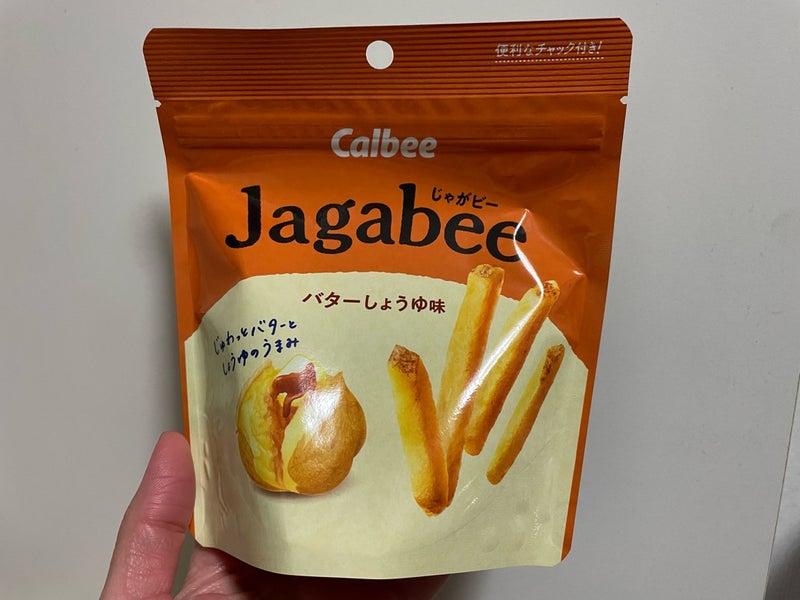 便利なチャック付き!
Calbee
じゃがビー
Jagabee
バターしょうゆ味
じゅわっとバターと
しょうゆのうまみ